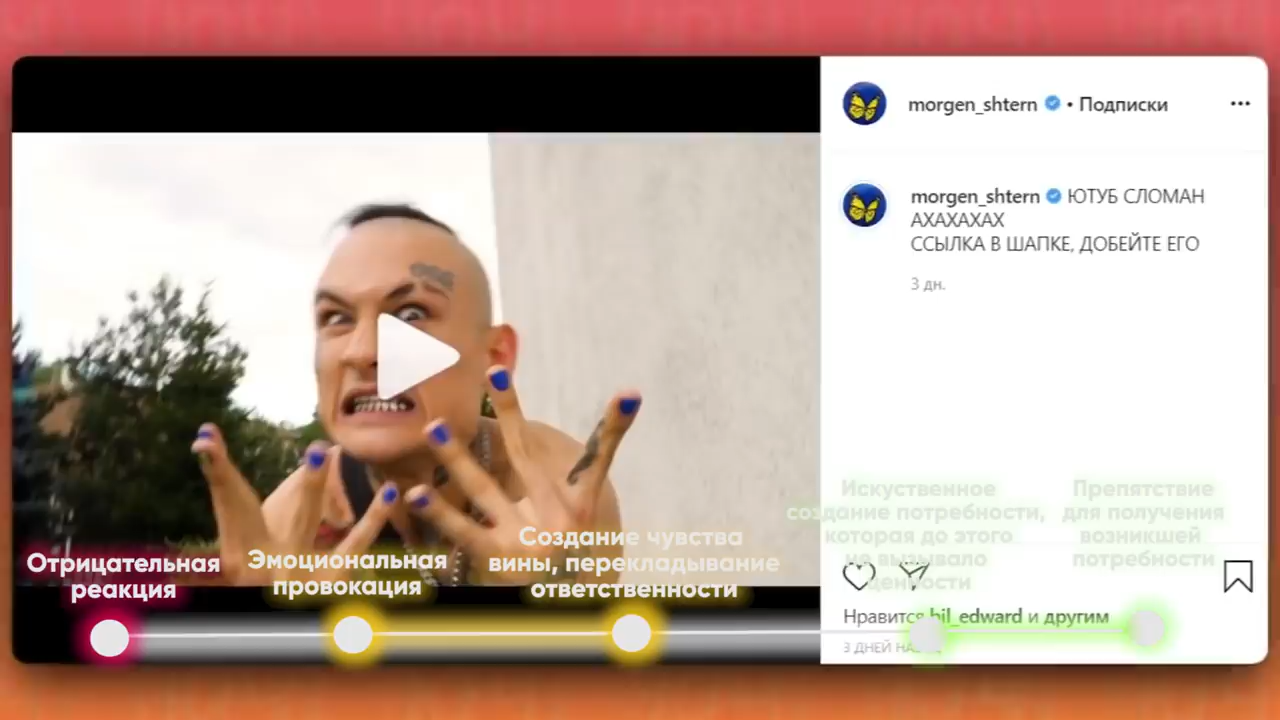 morgen_shtern • Подписки
morgen_shtern ЮТУБ СЛОМАН
АХАХАХАХ
ССЫЛКА В ШАПКЕ, ДОБЕЙТЕ ЕГО
3 дн.
Отрицательная
реакция
Эмоциональная
провокация
Создание чувства
вины, перекладывание
ответственности
Искуственное
создание потребности,
которая до этого
не вызывало
ценности
Препятствие
для получения
возникшей
потребности
Нравится bil_edward и другим
3 ДНЕЙ